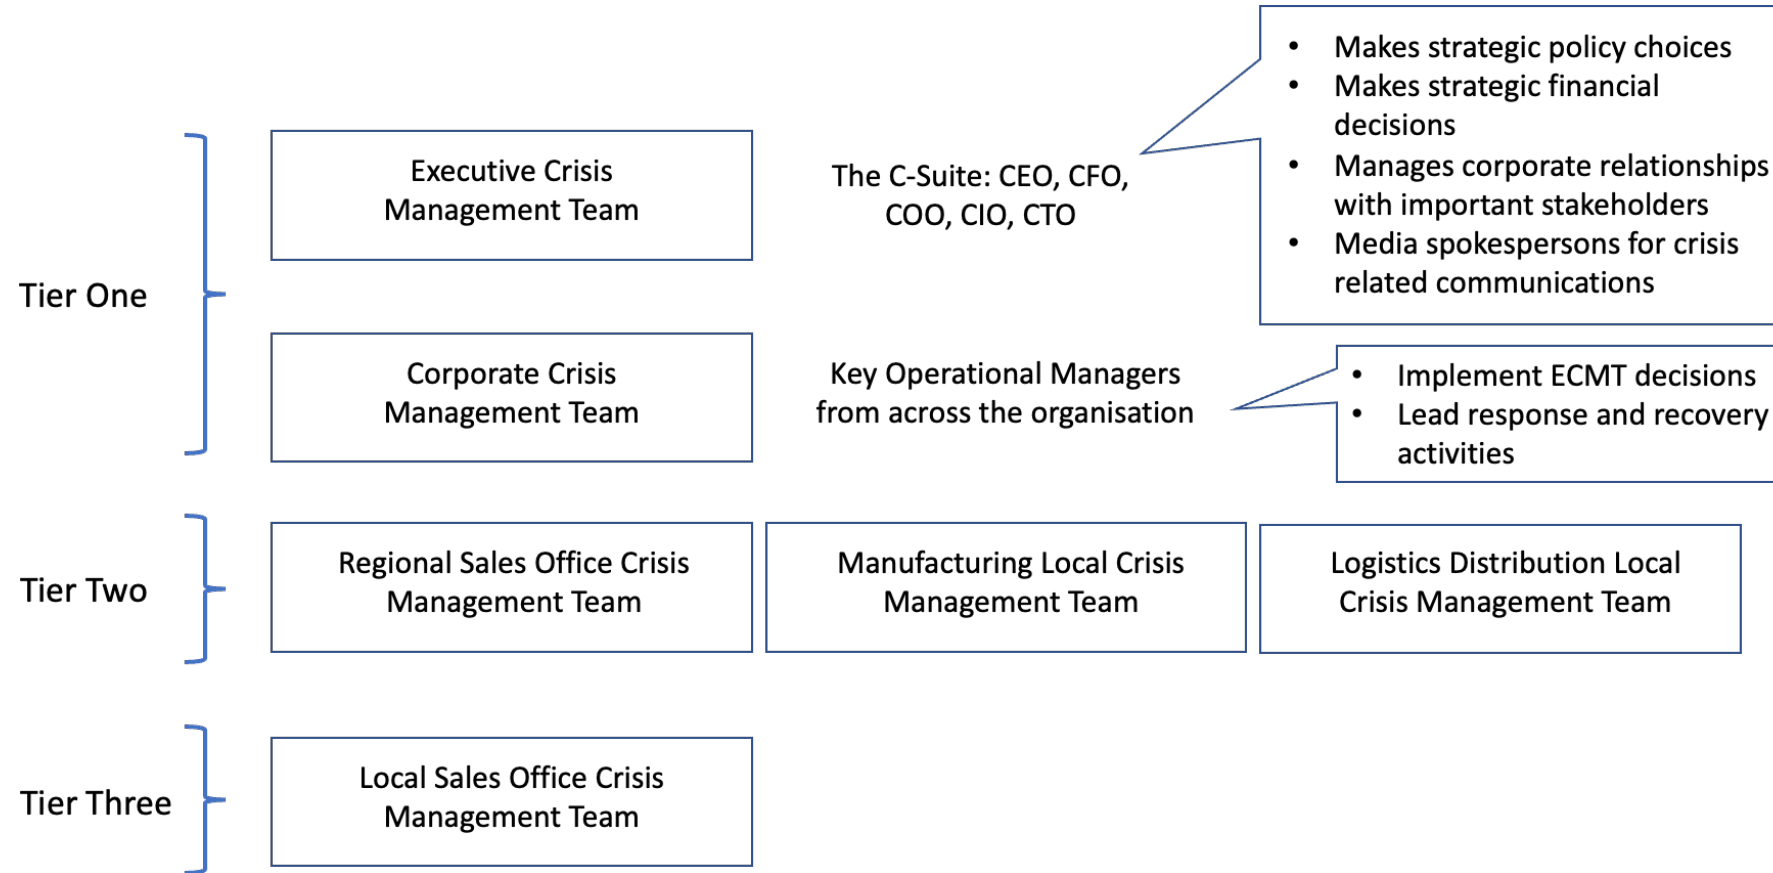 • Makes strategic policy choices
• Makes strategic financial
decisions
• Manages corporate relationships
with important stakeholders
• Media spokespersons for crisis
related communications
Tier One
Executive Crisis
Management Team
The C-Suite: CEO, CFO,
COO, CIO, CTO
Corporate Crisis
Management Team
Key Operational Managers
from across the organisation
• Implement ECMT decisions
• Lead response and recovery
activities
Tier Two
Regional Sales Office Crisis
Management Team
Manufacturing Local Crisis
Management Team
Logistics Distribution Local
Crisis Management Team
Tier Three
Local Sales Office Crisis
Management Team